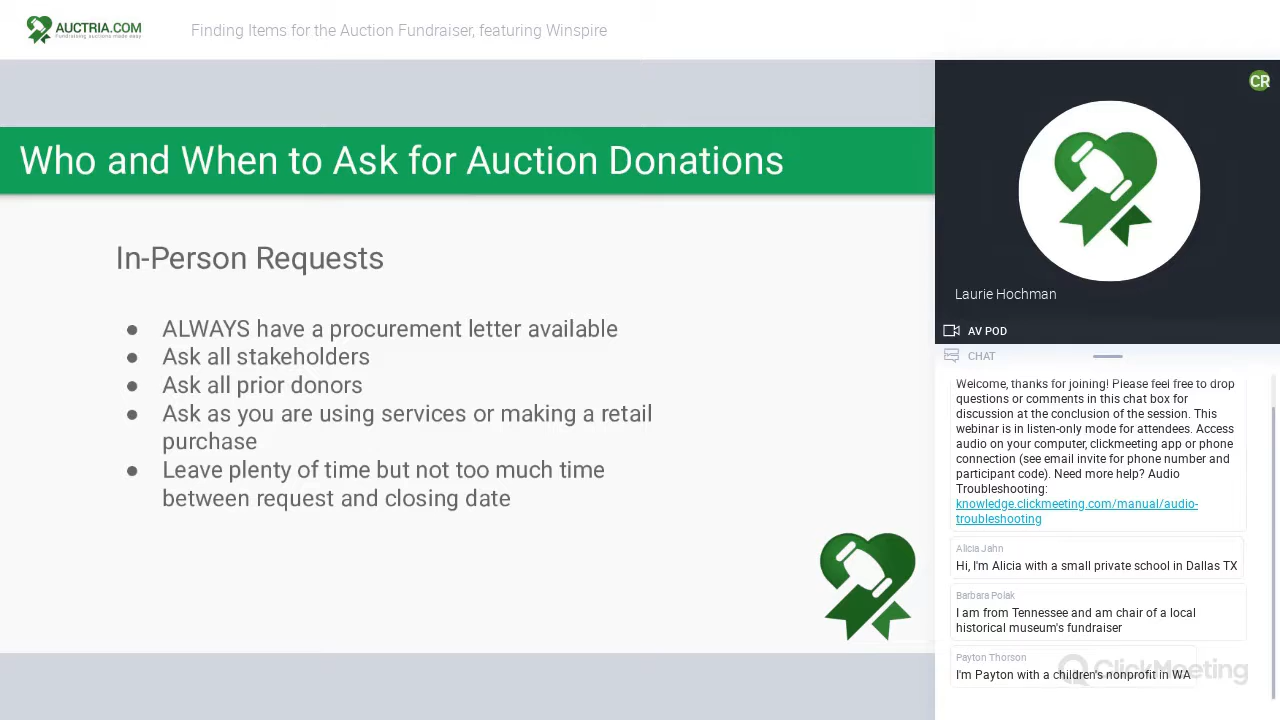 AUCTRIA.COM
Fundraising auctions made easy
Finding Items for the Auction Fundraiser, featuring Winspire
Who and When to Ask for Auction Donations
In-Person Requests
● ALWAYS have a procurement letter available
● Ask all stakeholders
● Ask all prior donors
● Ask as you are using services or making a retail
purchase
● Leave plenty of time but not too much time
between request and closing date
CR
Laurie Hochman
AV POD
CHAT
Welcome, thanks for joining! Please feel free to drop
questions or comments in this chat box for
discussion at the conclusion of the session. This
webinar is in listen-only mode for attendees. Access
audio on your computer, clickmeeting app or phone
connection (see email invite for phone number and
participant code). Need more help? Audio
Troubleshooting:
knowledge.clickmeeting.com/manual/audio-
troubleshooting
Alicia Jahn
Hi, I'm Alicia with a small private school in Dallas TX
Barbara Polak
I am from Tennessee and am chair of a local
historical museum's fundraiser
Payton Thorson
I'm Payton with a children's nonprofit in WA
ClickMeeting